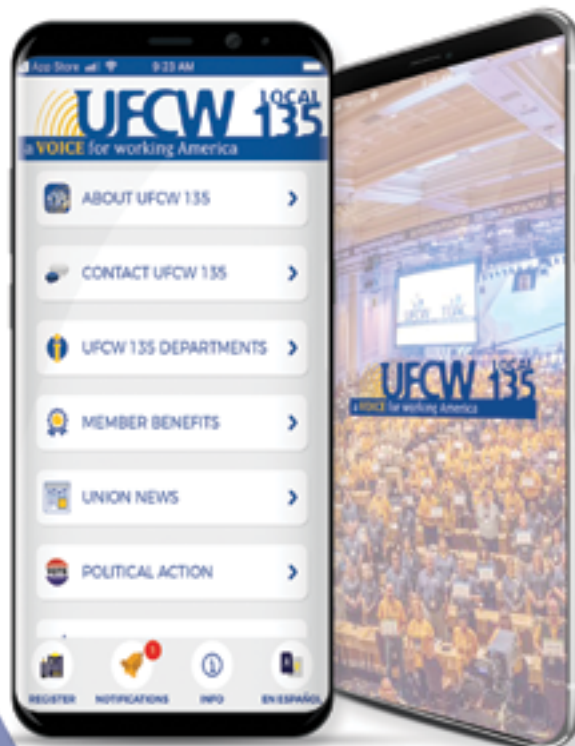 App Store
9:23 AM
UFCW LOCAL 135
a VOICE for working America
ABOUT UFCW 135
CONTACT UFCW 135
UFCW 135 DEPARTMENTS
MEMBER BENEFITS
UNION NEWS
POLITICAL ACTION
REGISTER
NOTIFICATIONS
INFO
EN ESPAÑOL
UFCW LOCAL 135
a VOICE for working America